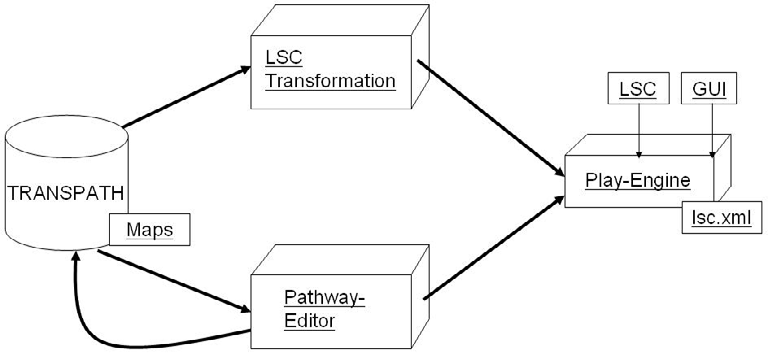 LSC
Transformation
LSC
GUI
TRANSPATH
Play-Engine
Maps
lsc.xml
Pathway-
Editor